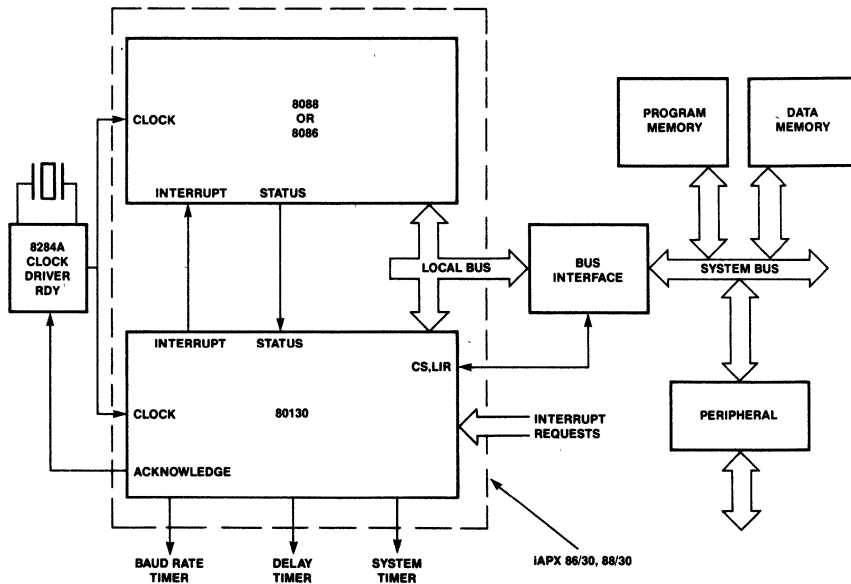 8088
OR
8086
CLOCK
INTERRUPT
STATUS
PROGRAM
MEMORY
DATA
MEMORY
8284A
CLOCK
DRIVER
RDY
LOCAL BUS
BUS
INTERFACE
SYSTEM BUS
INTERRUPT
STATUS
CS,LIR
CLOCK
80130
INTERRUPT
REQUESTS
PERIPHERAL
ACKNOWLEDGE
BAUD RATE
TIMER
DELAY
TIMER
SYSTEM
TIMER
iAPX 86/30, 88/30